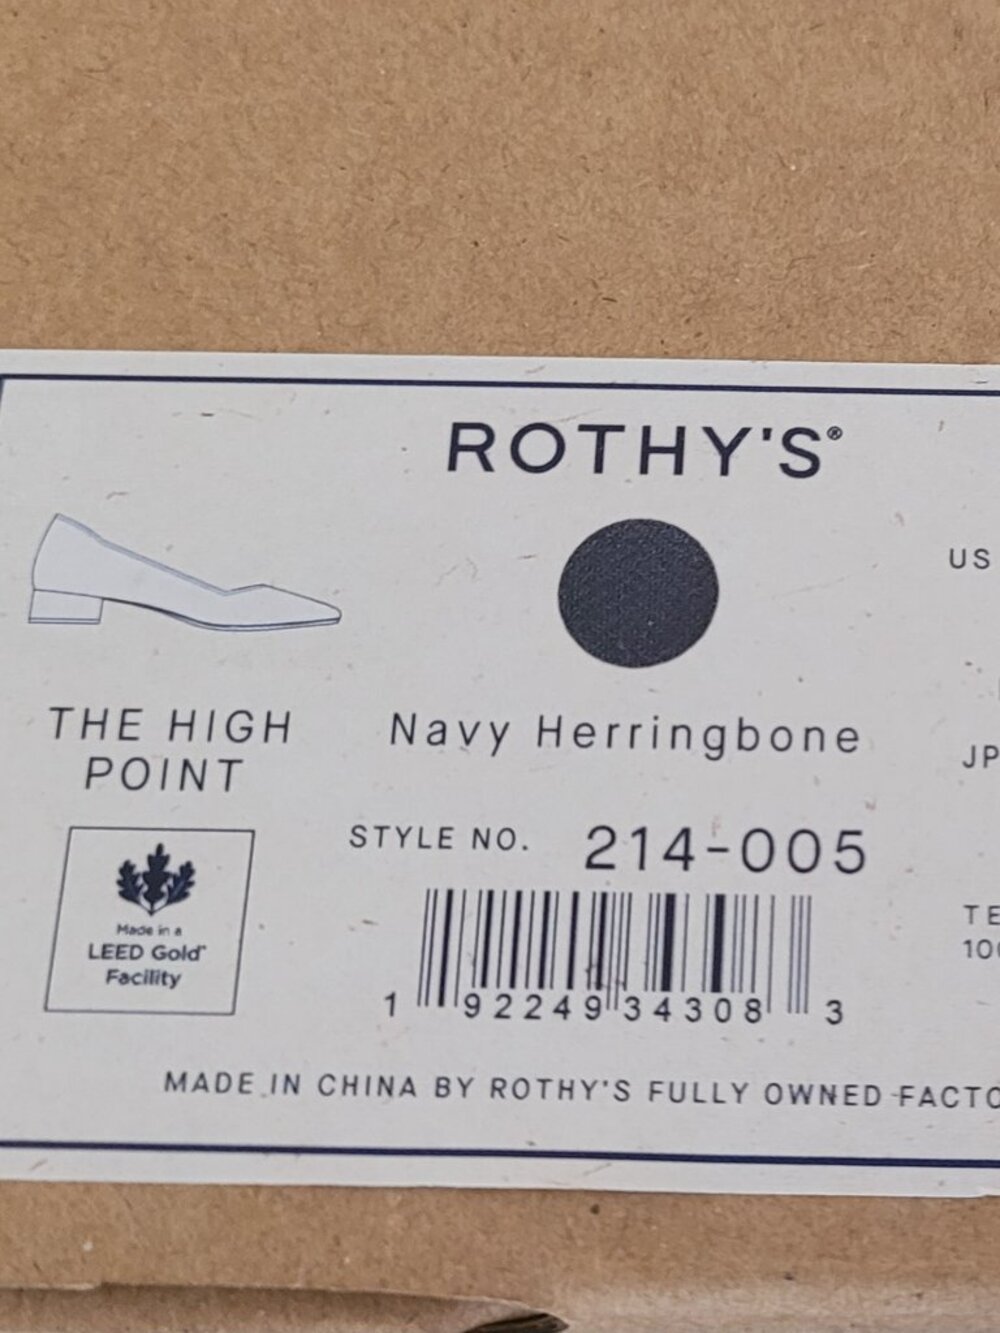 ROTHY'S®
US
THE HIGH
POINT
Navy Herringbone
JP
STYLE NO. 214-005
Made in a
LEED Gold®
Facility
1 92249 34308 3
MADE IN CHINA BY ROTHY'S FULLY OWNED FACTO